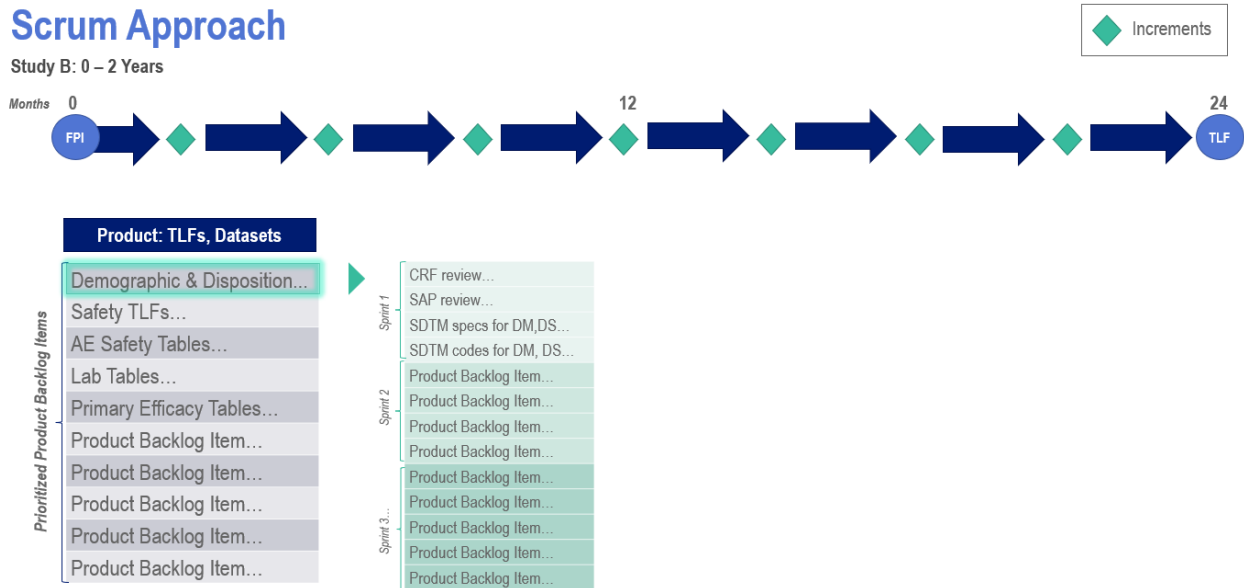 Scrum Approach
Increments
Study B: 0 – 2 Years
Months 0 12 24
FPI
TLF
Product: TLFs, Datasets
Prioritized Product Backlog Items
Demographic & Disposition...
Safety TLFs...
AE Safety Tables...
Lab Tables...
Primary Efficacy Tables...
Product Backlog Item...
Product Backlog Item...
Product Backlog Item...
Product Backlog Item...
Product Backlog Item...
Sprint 1
CRF review...
SAP review...
SDTM specs for DM,DS...
SDTM codes for DM, DS...
Sprint 2
Product Backlog Item...
Product Backlog Item...
Product Backlog Item...
Product Backlog Item...
Sprint 3...
Product Backlog Item...
Product Backlog Item...
Product Backlog Item...
Product Backlog Item...
Product Backlog Item...